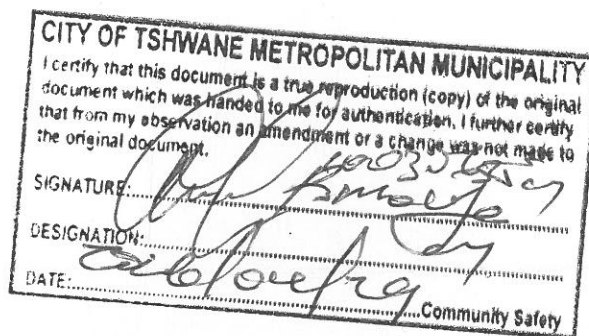 CITY OF TSHWANE METROPOLITAN MUNICIPALITY
I certify that this document is a true reproduction (copy) of the original
document which was handed to me for authentication. I further certify
that from my observation an amendment or a change was not made to
the original document.
SIGNATURE:
DESIGNATION:
DATE: Community Safety